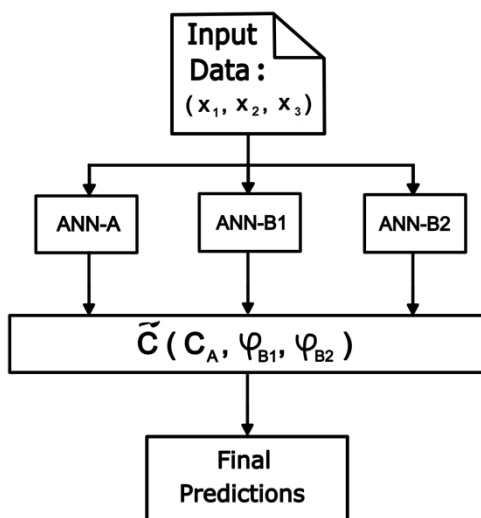 Input
Data :
(x₁, x₂, x₃)
ANN-A
ANN-B1
ANN-B2
C̃ ( C_A, φ_B1, φ_B2 )
Final
Predictions